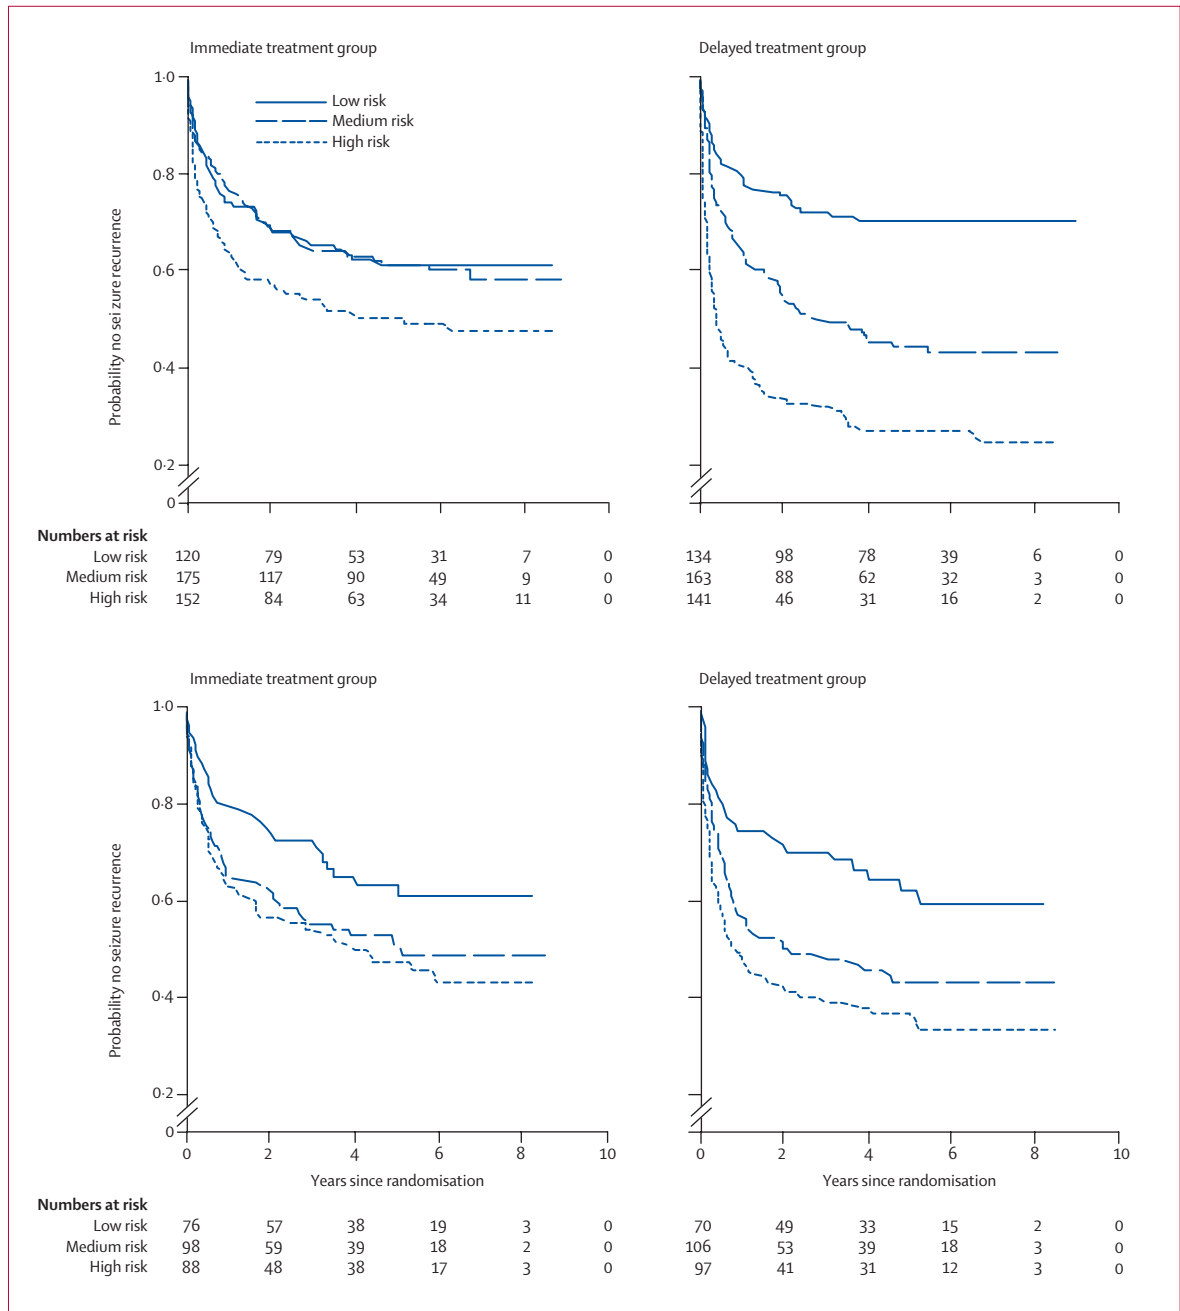 Immediate treatment group
Delayed treatment group
Low risk
Medium risk
High risk
Probability no sei zure recurrence
1·0
0·8
0·6
0·4
0·2
0
Numbers at risk
Low risk 120 79 53 31 7 0 134 98 78 39 6 0
Medium risk 175 117 90 49 9 0 163 88 62 32 3 0
High risk 152 84 63 34 11 0 141 46 31 16 2 0
Immediate treatment group
Delayed treatment group
Probability no seizure recurrence
1·0
0·8
0·6
0·4
0·2
0
0 2 4 6 8 10 0 2 4 6 8 10
Years since randomisation Years since randomisation
Numbers at risk
Low risk 76 57 38 19 3 0 70 49 33 15 2 0
Medium risk 98 59 39 18 2 0 106 53 39 18 3 0
High risk 88 48 38 17 3 0 97 41 31 12 3 0